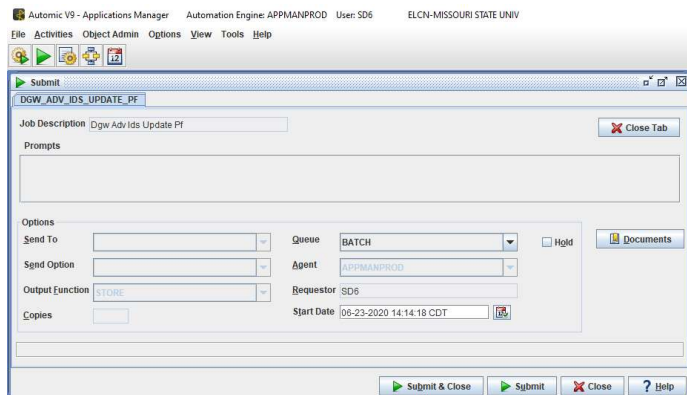 Automic V9 - Applications Manager Automation Engine: APPMANPROD User: SD6 ELCN-MISSOURI STATE UNIV
File Activities Object Admin Options View Tools Help
12
Submit
DGW_ADV_IDS_UPDATE_PF
Job Description Dgw Adv Ids Update Pf Close Tab
Prompts
Options
Send To Queue BATCH Hold Documents
Send Option Agent APPMANPROD
Output Function STORE Requestor SD6
Copies Start Date 06-23-2020 14:14:18 CDT
Submit & Close Submit Close ? Help